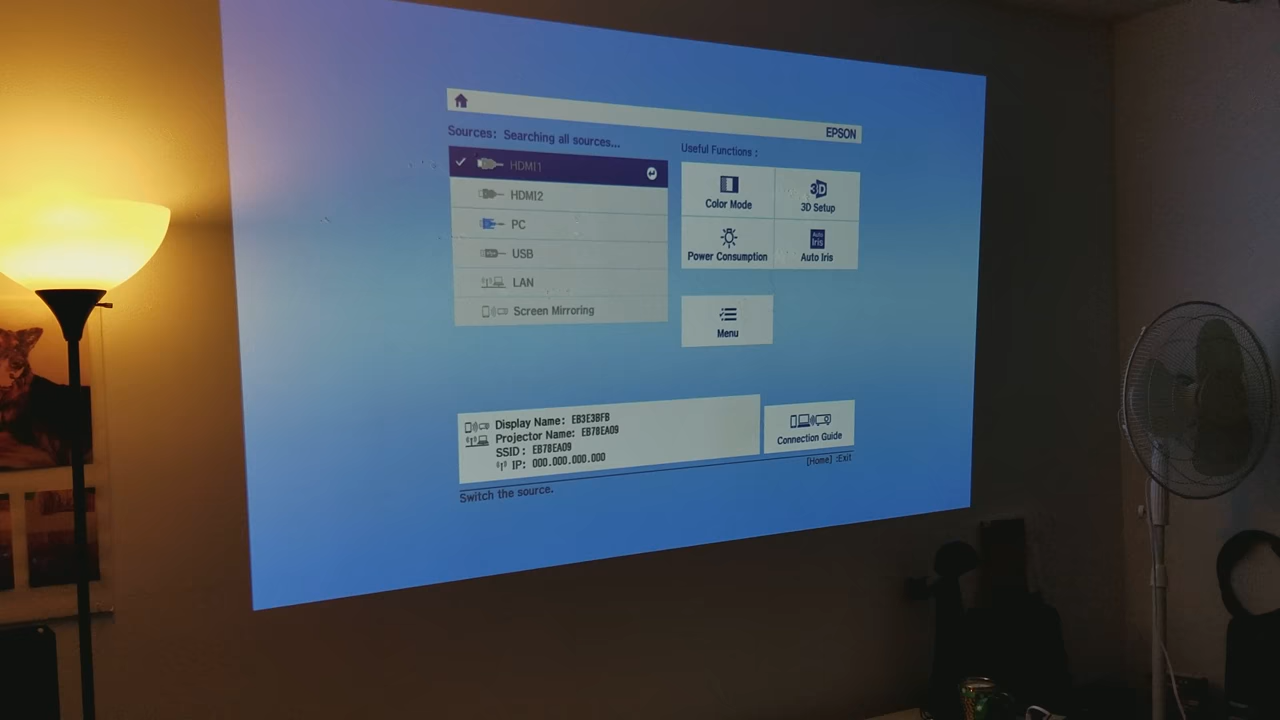 EPSON
Sources: Searching all sources...
HDMI1
HDMI2
PC
USB
LAN
Screen Mirroring
Useful Functions :
Color Mode
3D
3D Setup
Power Consumption
Auto Iris
Auto Iris
Menu
Display Name: EB3E3BFB
Projector Name: EB78EA09
SSID: EB78EA09
IP: 000.000.000.000
Connection Guide
[Home] :Exit
Switch the source.